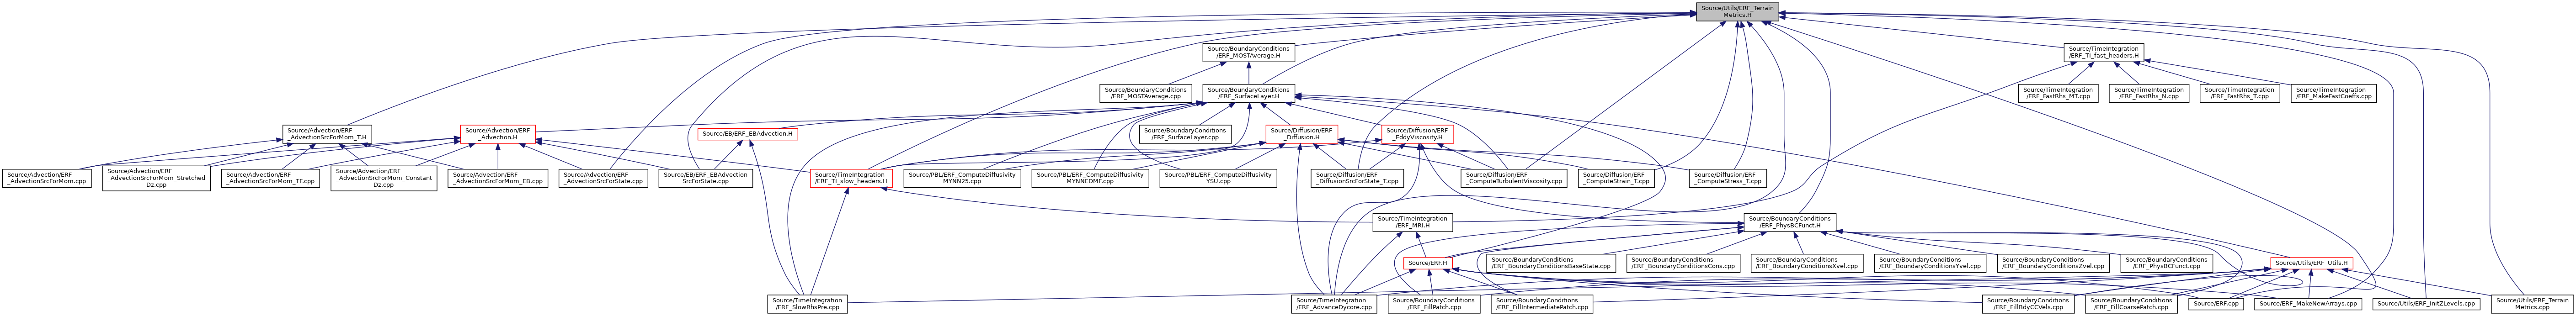 Source/Utils/ERF_Terrain
Metrics.H
Source/BoundaryConditions
/ERF_MOSTAverage.H
Source/TimeIntegration
/ERF_TI_fast_headers.H
Source/BoundaryConditions
/ERF_MOSTAverage.cpp
Source/BoundaryConditions
/ERF_SurfaceLayer.H
Source/TimeIntegration
/ERF_FastRhs_MT.cpp
Source/TimeIntegration
/ERF_FastRhs_N.cpp
Source/TimeIntegration
/ERF_FastRhs_T.cpp
Source/TimeIntegration
/ERF_MakeFastCoeffs.cpp
Source/Advection/ERF
_AdvectionSrcForMom_T.H
Source/Advection/ERF
_Advection.H
Source/EB/ERF_EBAdvection.H
Source/BoundaryConditions
/ERF_SurfaceLayer.cpp
Source/Diffusion/ERF
_Diffusion.H
Source/Diffusion/ERF
_EddyViscosity.H
Source/Advection/ERF
_AdvectionSrcForMom.cpp
Source/Advection/ERF
_AdvectionSrcForMom_Stretched
Dz.cpp
Source/Advection/ERF
_AdvectionSrcForMom_TF.cpp
Source/Advection/ERF
_AdvectionSrcForMom_Constant
Dz.cpp
Source/Advection/ERF
_AdvectionSrcForMom_EB.cpp
Source/Advection/ERF
_AdvectionSrcForState.cpp
Source/EB/ERF_EBAdvection
SrcForState.cpp
Source/TimeIntegration
/ERF_TI_slow_headers.H
Source/PBL/ERF_ComputeDiffusivity
MYNN25.cpp
Source/PBL/ERF_ComputeDiffusivity
MYNNEDMF.cpp
Source/PBL/ERF_ComputeDiffusivity
YSU.cpp
Source/Diffusion/ERF
_DiffusionSrcForState_T.cpp
Source/Diffusion/ERF
_ComputeTurbulentViscosity.cpp
Source/Diffusion/ERF
_ComputeStrain_T.cpp
Source/Diffusion/ERF
_ComputeStress_T.cpp
Source/TimeIntegration
/ERF_MRI.H
Source/BoundaryConditions
/ERF_PhysBCFunct.H
Source/ERF.H
Source/BoundaryConditions
/ERF_BoundaryConditionsBaseState.cpp
Source/BoundaryConditions
/ERF_BoundaryConditionsCons.cpp
Source/BoundaryConditions
/ERF_BoundaryConditionsXvel.cpp
Source/BoundaryConditions
/ERF_BoundaryConditionsYvel.cpp
Source/BoundaryConditions
/ERF_BoundaryConditionsZvel.cpp
Source/BoundaryConditions
/ERF_PhysBCFunct.cpp
Source/Utils/ERF_Utils.H
Source/TimeIntegration
/ERF_SlowRhsPre.cpp
Source/TimeIntegration
/ERF_AdvanceDycore.cpp
Source/BoundaryConditions
/ERF_FillPatch.cpp
Source/BoundaryConditions
/ERF_FillIntermediatePatch.cpp
Source/BoundaryConditions
/ERF_FillBdyCCVels.cpp
Source/BoundaryConditions
/ERF_FillCoarsePatch.cpp
Source/ERF.cpp
Source/ERF_MakeNewArrays.cpp
Source/Utils/ERF_InitZLevels.cpp
Source/Utils/ERF_Terrain
Metrics.cpp